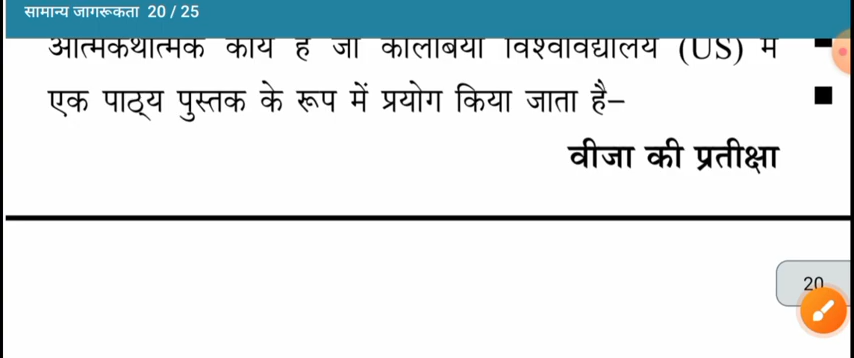 सामान्य जागरूकता 20 / 25
आत्मकथात्मक कार्य है जो कोलंबिया विश्वविद्यालय (US) में
एक पाठ्य पुस्तक के रूप में प्रयोग किया जाता है–
वीजा की प्रतीक्षा
20